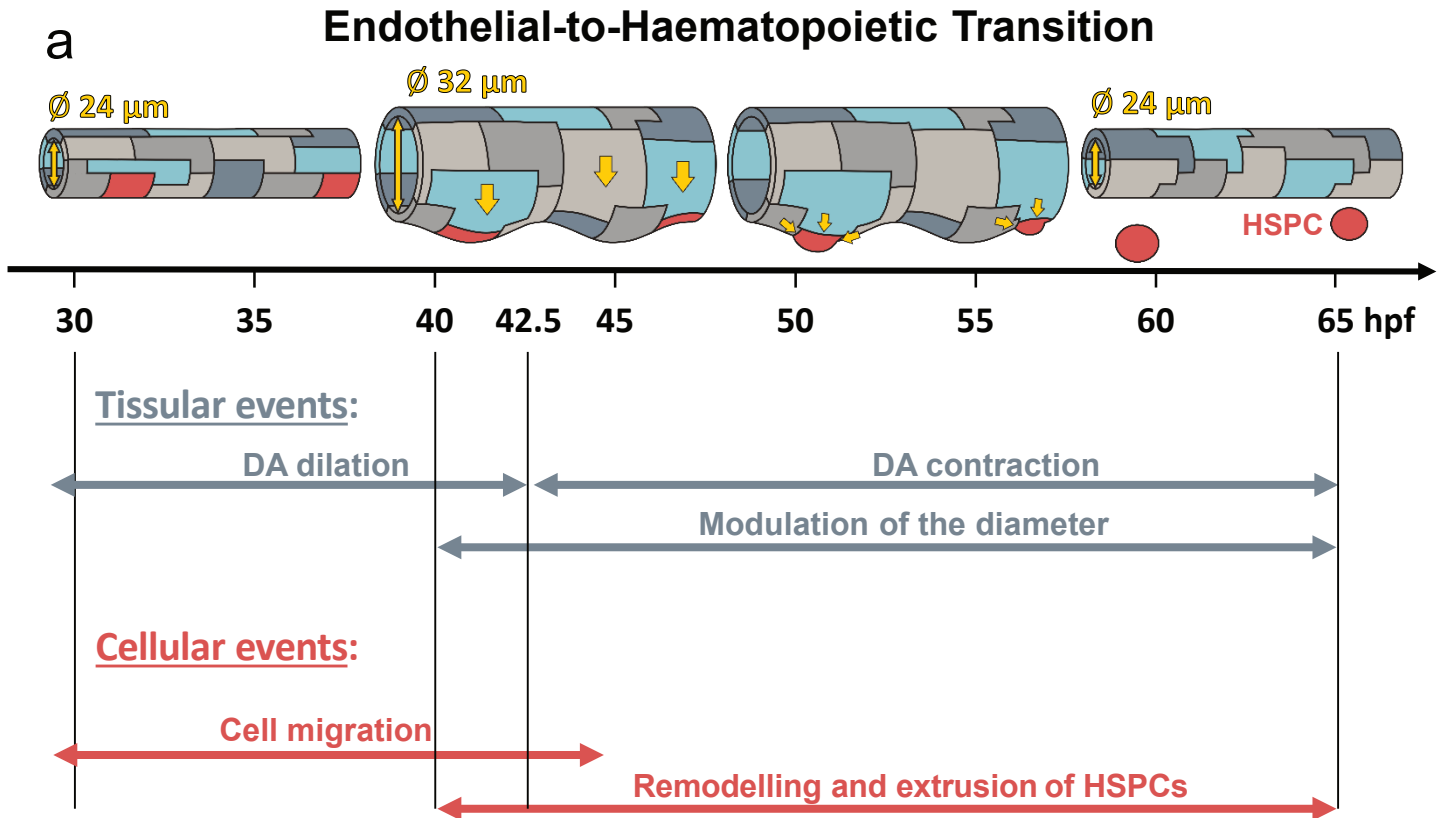 a
Endothelial-to-Haematopoietic Transition
Ø 24 µm
Ø 32 µm
Ø 24 µm
HSPC
30 35 40 42.5 45 50 55 60 65 hpf
Tissular events:
DA dilation
DA contraction
Modulation of the diameter
Cellular events:
Cell migration
Remodelling and extrusion of HSPCs